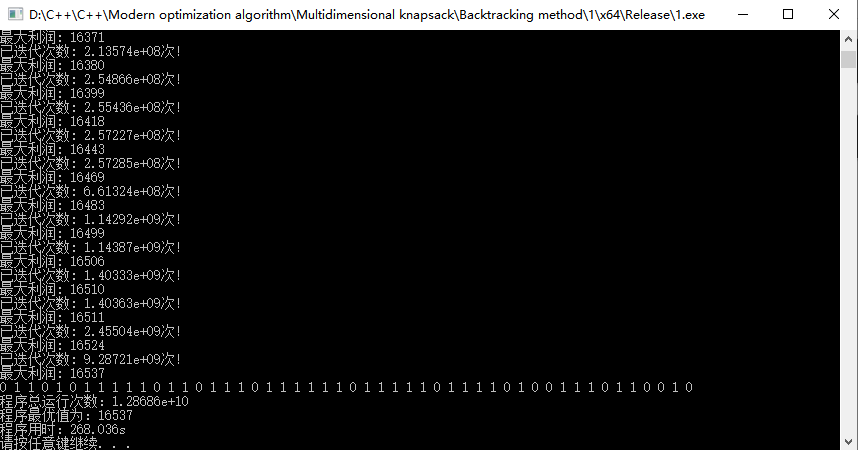 D:\C++\C++\Modern optimization algorithm\Multidimensional knapsack\Backtracking method\1\x64\Release\1.exe
最大利润: 16371
已迭代次数: 2.13574e+08次!
最大利润: 16380
已迭代次数: 2.54866e+08次!
最大利润: 16399
已迭代次数: 2.55436e+08次!
最大利润: 16418
已迭代次数: 2.57227e+08次!
最大利润: 16443
已迭代次数: 2.57285e+08次!
最大利润: 16469
已迭代次数: 6.61324e+08次!
最大利润: 16483
已迭代次数: 1.14292e+09次!
最大利润: 16499
已迭代次数: 1.14387e+09次!
最大利润: 16506
已迭代次数: 1.40333e+09次!
最大利润: 16510
已迭代次数: 1.40363e+09次!
最大利润: 16511
已迭代次数: 2.45504e+09次!
最大利润: 16524
已迭代次数: 9.28721e+09次!
最大利润: 16537
0 1 1 0 1 0 1 1 1 1 1 0 1 1 0 1 1 1 0 1 1 1 1 1 1 0 1 1 1 1 1 0 1 1 1 1 0 1 0 0 1 1 1 0 1 1 0 0 1 0
程序总运行次数: 1.28686e+10
程序最优值为: 16537
程序用时: 268.036s
请按任意键继续. . .